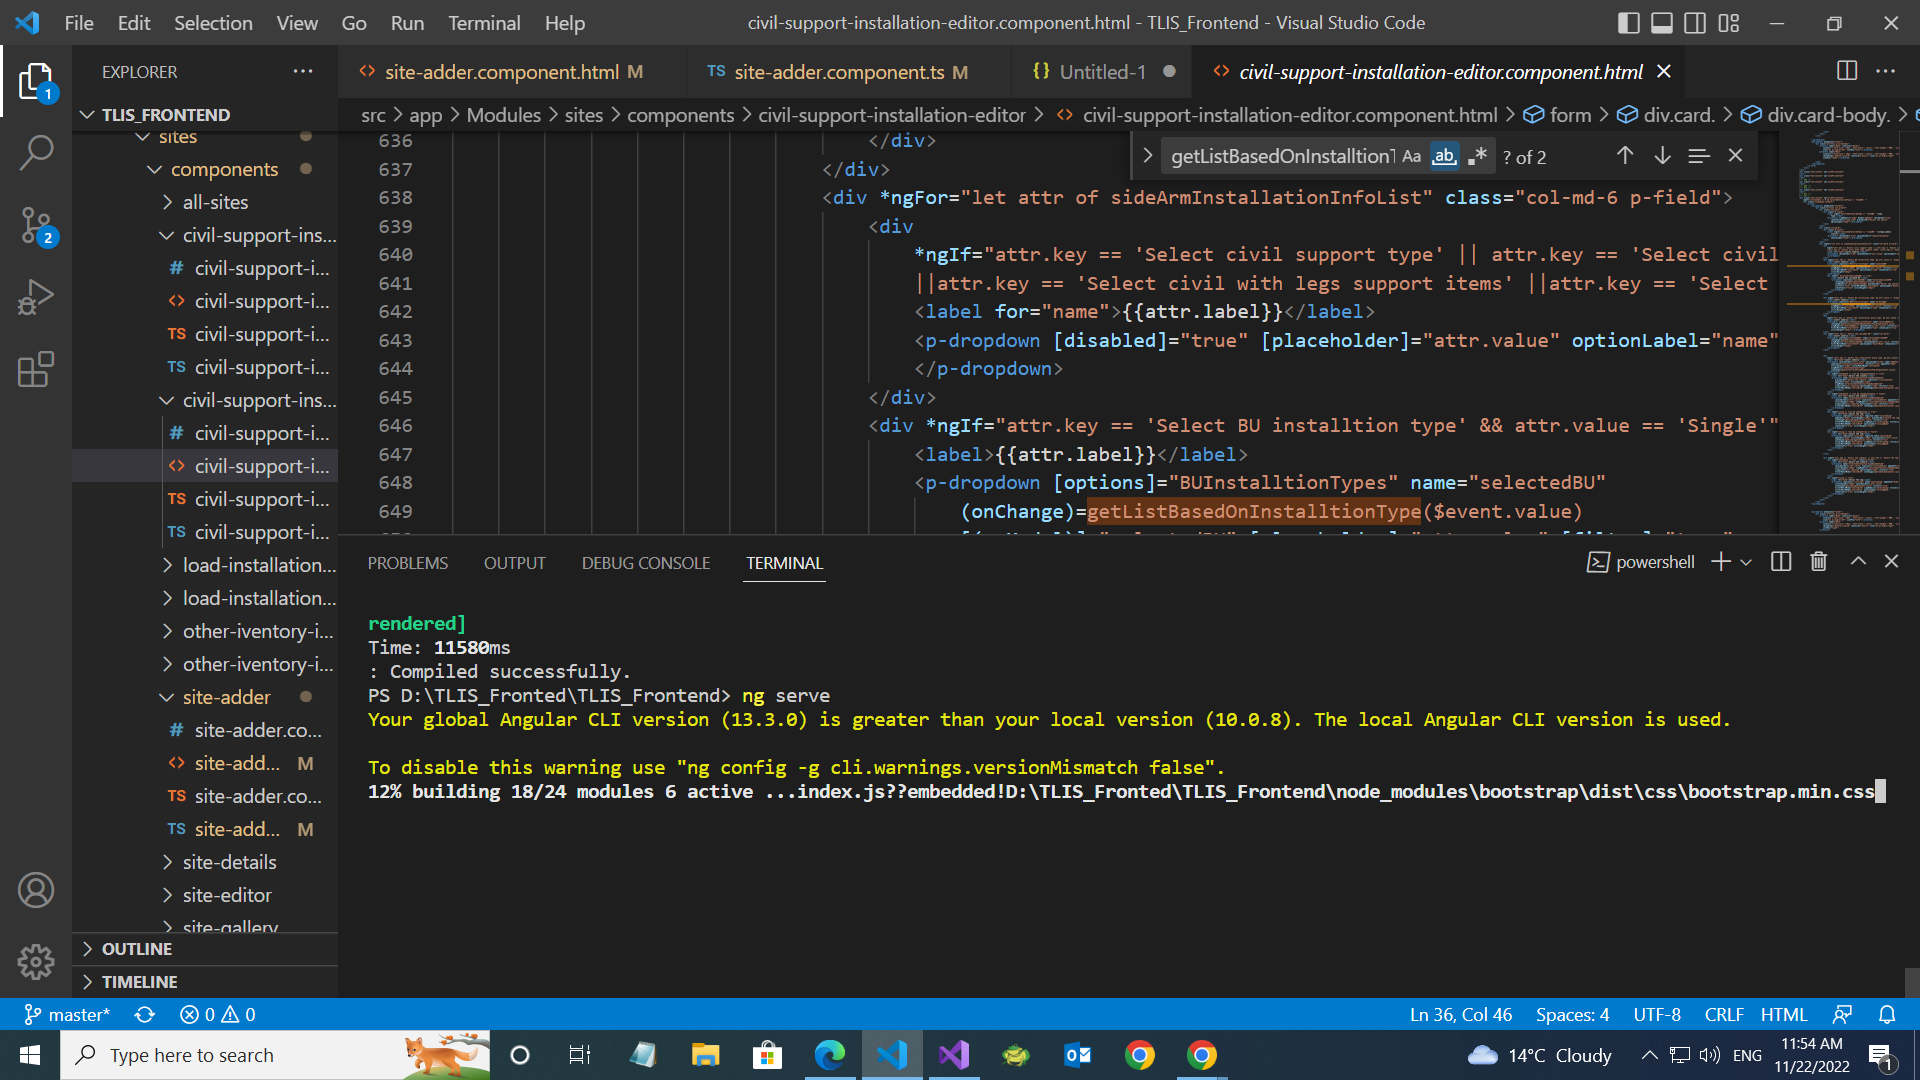 File Edit Selection View Go Run Terminal Help
civil-support-installation-editor.component.html - TLIS_Frontend - Visual Studio Code
EXPLORER
site-adder.component.html M
site-adder.component.ts M
Untitled-1
civil-support-installation-editor.component.html
TLIS_FRONTEND
src > app > Modules > sites > components > civil-support-installation-editor > civil-support-installation-editor.component.html > form > div.card. > div.card-body. >
getListBasedOnInstalltionT Aa ab .* ? of 2
sites
components
all-sites
civil-support-ins...
# civil-support-i...
<> civil-support-i...
TS civil-support-i...
TS civil-support-i...
civil-support-ins...
# civil-support-i...
<> civil-support-i...
TS civil-support-i...
TS civil-support-i...
load-installation...
load-installation...
other-iventory-i...
other-iventory-i...
site-adder
# site-adder.co...
<> site-add... M
TS site-adder.co...
TS site-add... M
site-details
site-editor
site-gallery
OUTLINE
TIMELINE
636 </div>
637 </div>
638 <div *ngFor="let attr of sideArmInstallationInfoList" class="col-md-6 p-field">
639 <div
640 *ngIf="attr.key == 'Select civil support type' || attr.key == 'Select civil
641 ||attr.key == 'Select civil with legs support items' ||attr.key == 'Select
642 <label for="name">{{attr.label}}</label>
643 <p-dropdown [disabled]="true" [placeholder]="attr.value" optionLabel="name"
644 </p-dropdown>
645 </div>
646 <div *ngIf="attr.key == 'Select BU installtion type' && attr.value == 'Single'"
647 <label>{{attr.label}}</label>
648 <p-dropdown [options]="BUInstalltionTypes" name="selectedBU"
649 (onChange)=getListBasedOnInstalltionType($event.value)
PROBLEMS OUTPUT DEBUG CONSOLE TERMINAL
powershell
rendered]
Time: 11580ms
: Compiled successfully.
PS D:\TLIS_Fronted\TLIS_Frontend> ng serve
Your global Angular CLI version (13.3.0) is greater than your local version (10.0.8). The local Angular CLI version is used.
To disable this warning use "ng config -g cli.warnings.versionMismatch false".
12% building 18/24 modules 6 active ...index.js??embedded!D:\TLIS_Fronted\TLIS_Frontend\node_modules\bootstrap\dist\css\bootstrap.min.css
1
2
master* 0 0
Ln 36, Col 46 Spaces: 4 UTF-8 CRLF HTML
Type here to search
14°C Cloudy
ENG
11:54 AM
11/22/2022
1